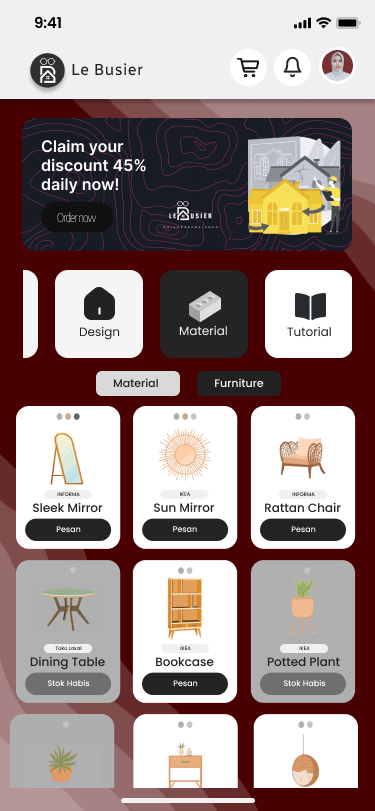 9:41
Le Busier
Claim your
discount 45%
daily now!
Order now
LE BUSIER
Design
Material
Tutorial
Material
Furniture
INFORMA
IKEA
INFORMA
Sleek Mirror
Sun Mirror
Rattan Chair
Pesan
Pesan
Pesan
Toko Lokal
IKEA
IKEA
Dining Table
Bookcase
Potted Plant
Stok Habis
Pesan
Stok Habis